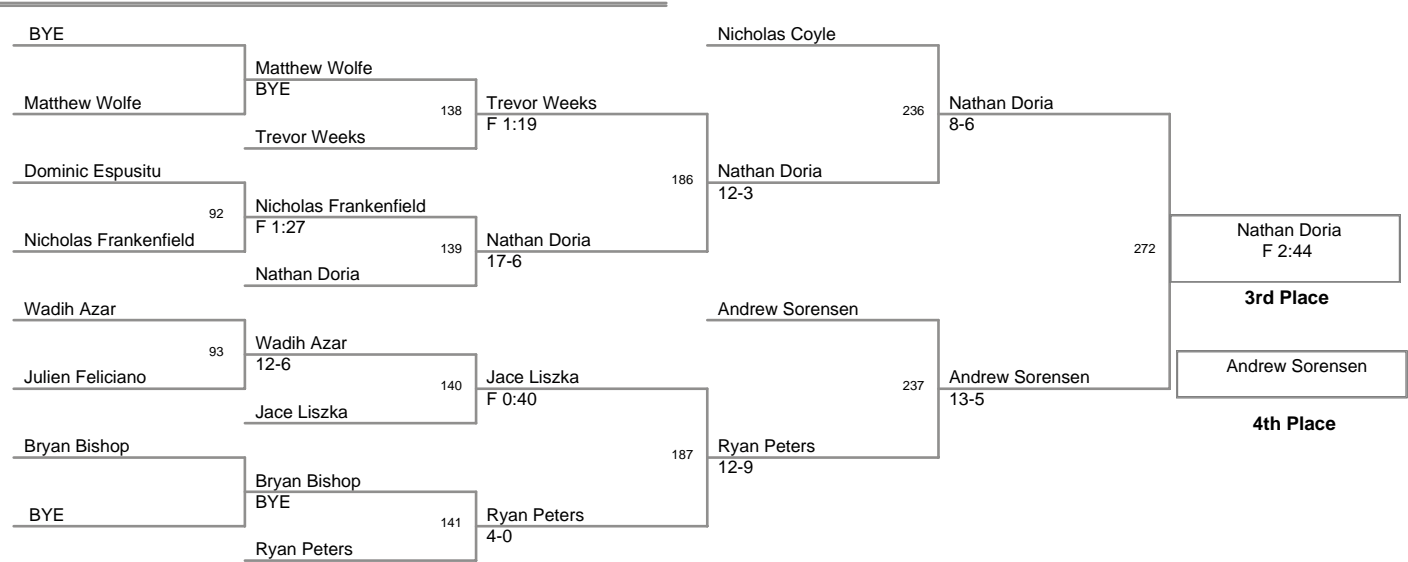 BYE
Nicholas Coyle
Matthew Wolfe
BYE
Matthew Wolfe
138
Trevor Weeks
F 1:19
236
Nathan Doria
8-6
Trevor Weeks
Dominic Espusitu
186
Nathan Doria
12-3
92
Nicholas Frankenfield
F 1:27
Nicholas Frankenfield
139
Nathan Doria
17-6
272
Nathan Doria
F 2:44
Nathan Doria
3rd Place
Wadih Azar
Andrew Sorensen
93
Wadih Azar
12-6
Andrew Sorensen
Julien Feliciano
140
Jace Liszka
F 0:40
237
Andrew Sorensen
13-5
Jace Liszka
4th Place
Bryan Bishop
187
Ryan Peters
12-9
Bryan Bishop
BYE
BYE
141
Ryan Peters
4-0
Ryan Peters